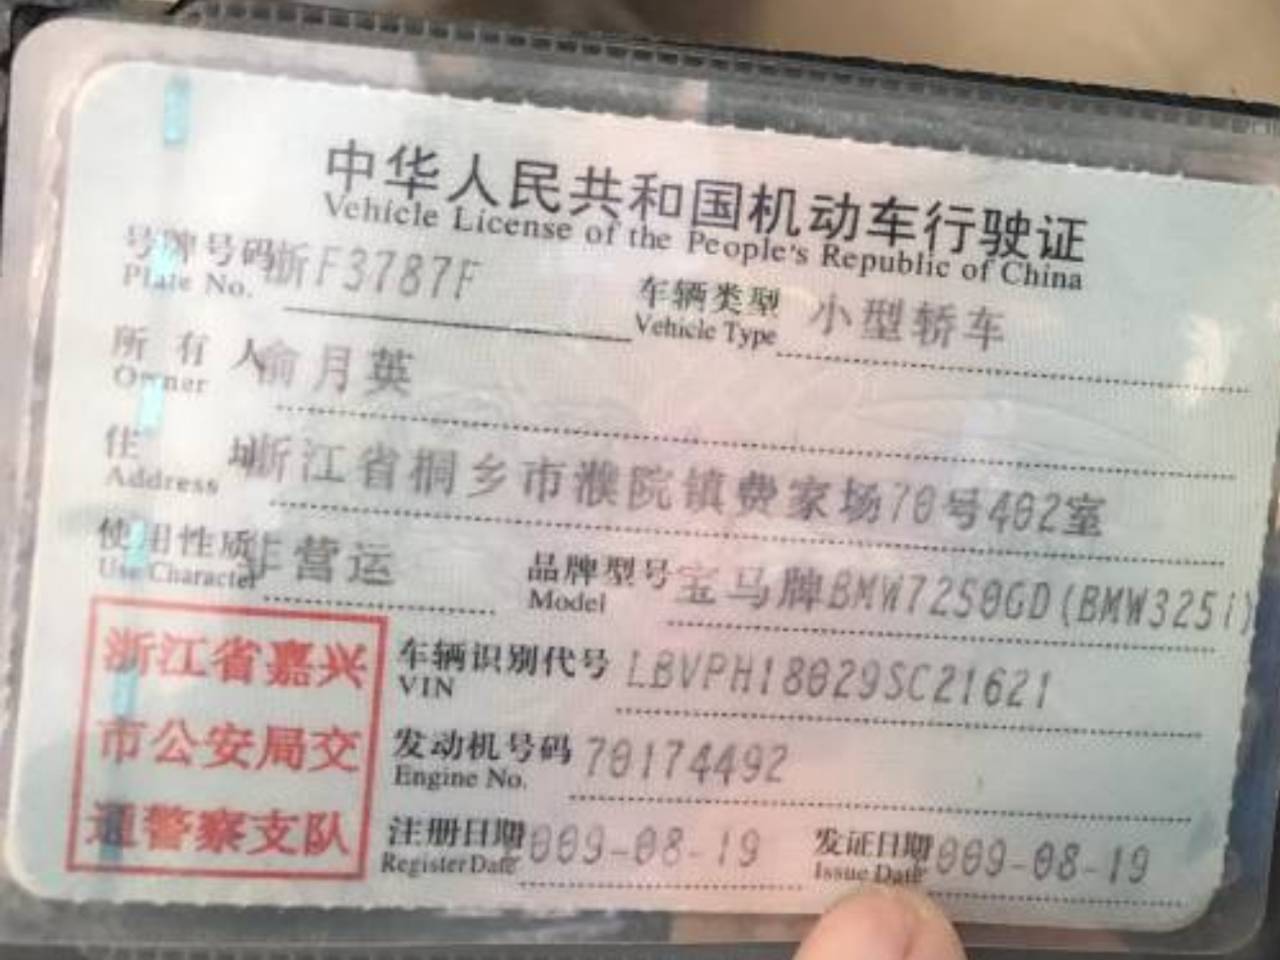 中华人民共和国机动车行驶证
Vehicle License of the People's Republic of China
号牌号码 浙F3787F
Plate No.
车辆类型 小型轿车
Vehicle Type
所有人 俞月英
Owner
住址 浙江省桐乡市濮院镇费家场70号402室
Address
使用性质 非营运
Use Character
品牌型号 宝马牌BMW7250GD(BMW325i)
Model
浙江省嘉兴
市公安局交
通警察支队
车辆识别代号 LBVPH18029SC21621
VIN
发动机号码 70174492
Engine No.
注册日期 009-08-19
Register Date
发证日期 009-08-19
Issue Date